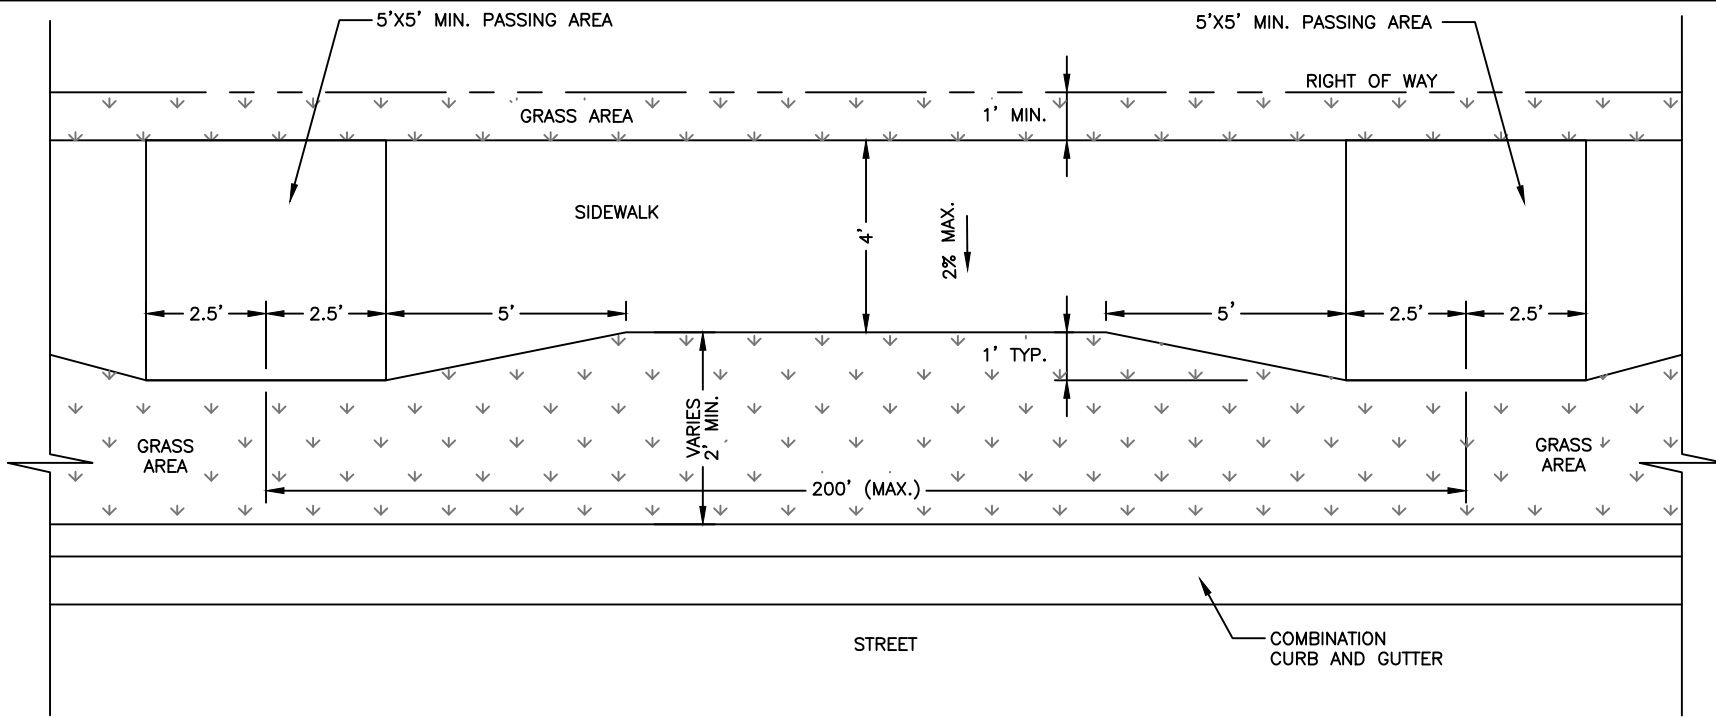 5'X5' MIN. PASSING AREA
5'X5' MIN. PASSING AREA
RIGHT OF WAY
GRASS AREA
1' MIN.
SIDEWALK
4'
2% MAX.
2.5'
2.5'
5'
5'
2.5'
2.5'
1' TYP.
VARIES
2' MIN.
GRASS
AREA
GRASS
AREA
200' (MAX.)
STREET
COMBINATION
CURB AND GUTTER